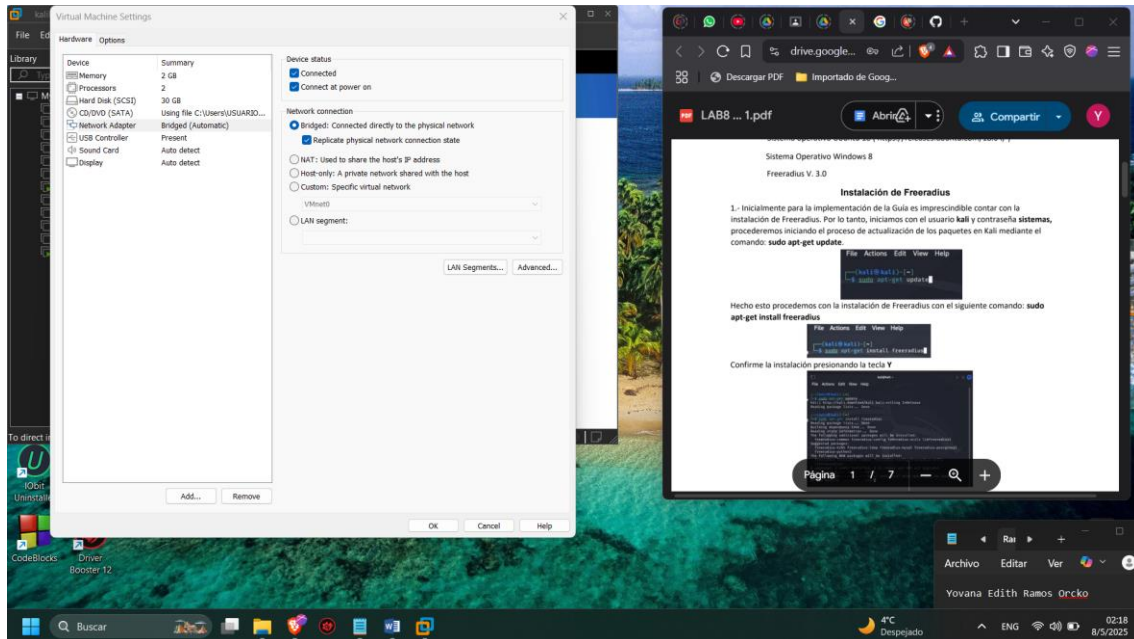 Virtual Machine Settings
Hardware Options
Device Summary
Memory 2 GB
Processors 2
Hard Disk (SCSI) 30 GB
CD/DVD (SATA) Using file C:\Users\USUARIO...
Network Adapter Bridged (Automatic)
USB Controller Present
Sound Card Auto detect
Display Auto detect
Device status
Connected
Connect at power on
Network connection
Bridged: Connected directly to the physical network
Replicate physical network connection state
NAT: Used to share the host's IP address
Host-only: A private network shared with the host
Custom: Specific virtual network
VMnet0
LAN segment:
LAN Segments... Advanced...
Add... Remove
OK Cancel Help
File Ed
Library
To direct i
IObit
Uninstalle
CodeBlocks
Driver
Booster 12
drive.google...
Descargar PDF Importado de Goog...
LAB8 ... 1.pdf
Abrir
Compartir
Y
Sistema Operativo Windows 8
Freeradius V. 3.0
Instalación de Freeradius
1.- Inicialmente para la implementación de la Guía es imprescindible contar con la
instalación de Freeradius. Por lo tanto, iniciamos con el usuario kali y contraseña sistemas,
procederemos iniciando el proceso de actualización de los paquetes en Kali mediante el
comando: sudo apt-get update.
File Actions Edit View Help
(kali㉿kali)-[~]
$ sudo apt-get update
Hecho esto procedemos con la instalación de Freeradius con el siguiente comando: sudo
apt-get install freeradius
File Actions Edit View Help
(kali㉿kali)-[~]
$ sudo apt-get install freeradius
Confirme la instalación presionando la tecla Y
Página 1 / 7
Rai
Archivo Editar Ver
Yovana Edith Ramos Orcko
Buscar
4°C
Despejado
ENG
02:18
8/5/2025